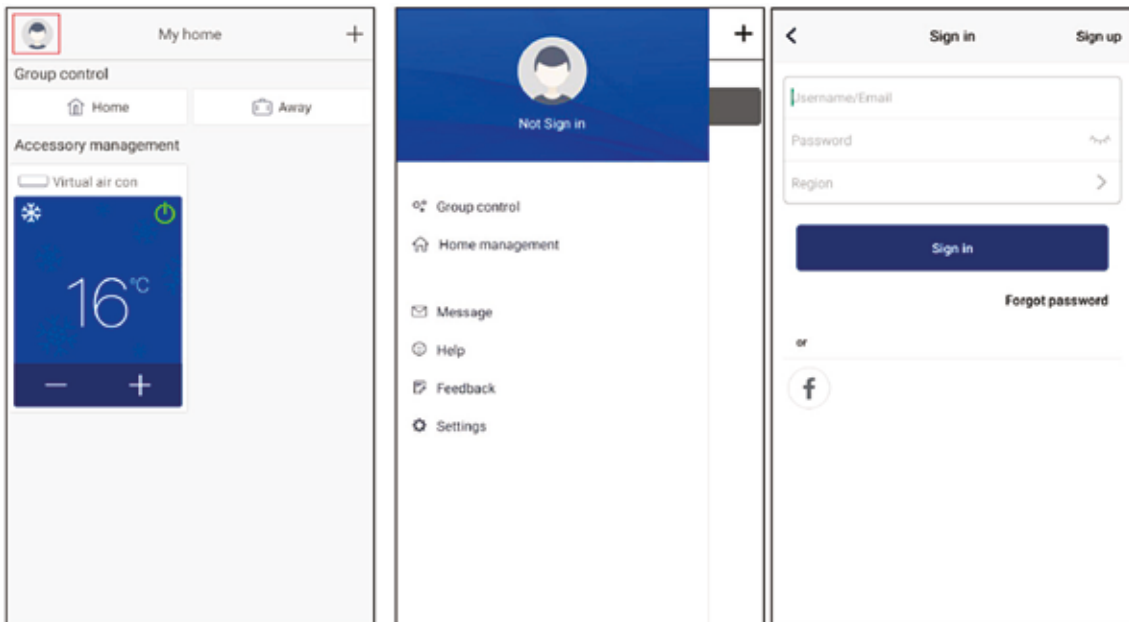 My home
+
Group control
Home
Away
Accessory management
Virtual air con
16°C
− +
+
Not Sign in
Group control
Home management
Message
Help
Feedback
Settings
< Sign in Sign up
Username/Email
Password
Region >
Sign in
Forgot password
or
f